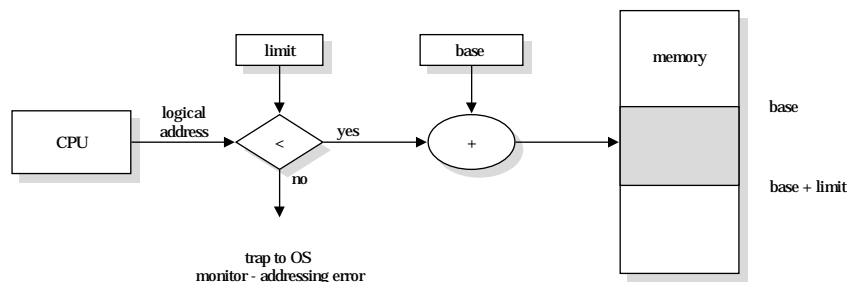 limit
base
memory
logical
address
base
CPU
<
yes
+
no
base + limit
trap to OS
monitor - addressing error